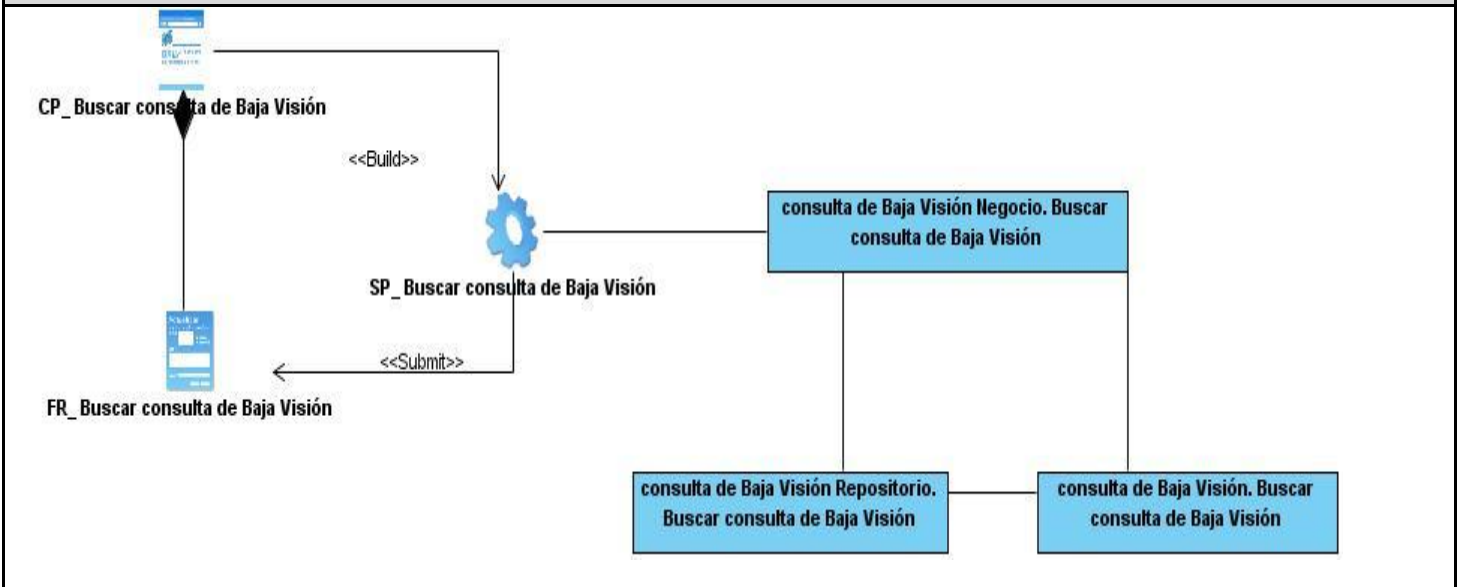 CP_ Buscar consulta de Baja Visión
<<Build>>
consulta de Baja Visión Negocio. Buscar
consulta de Baja Visión
SP_ Buscar consulta de Baja Visión
<<Submit>>
FR_ Buscar consulta de Baja Visión
consulta de Baja Visión Repositorio.
Buscar consulta de Baja Visión
consulta de Baja Visión. Buscar
consulta de Baja Visión